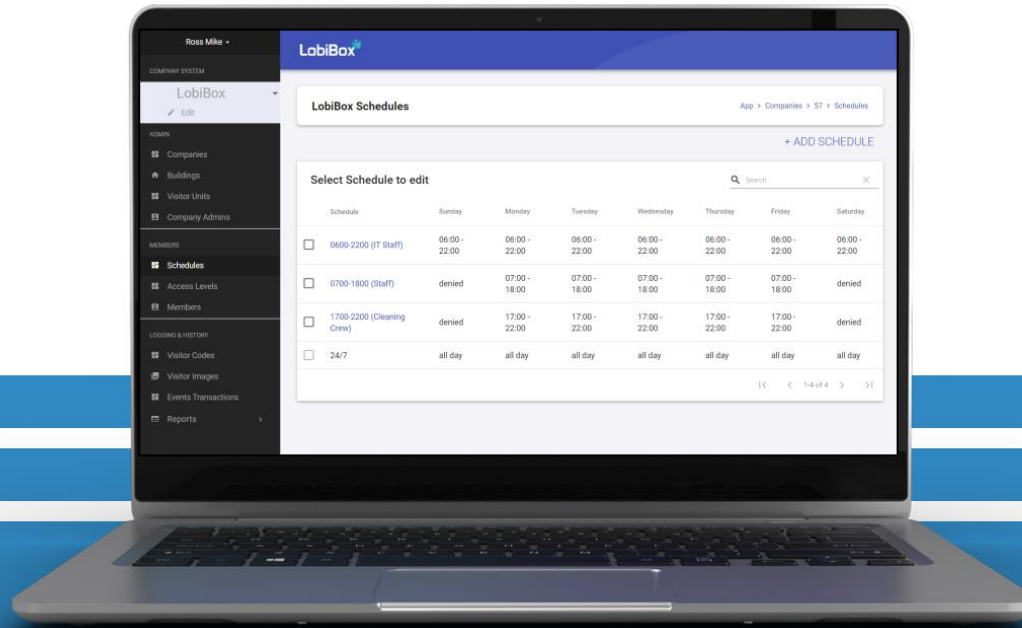 Ross Mike
COMPANY SYSTEM
LobiBox
Edit
ADMIN
Companies
Buildings
Visitor Units
Company Admins
MEMBERS
Schedules
Access Levels
Members
LOGGING & HISTORY
Visitor Codes
Visitor Images
Events Transactions
Reports >
LobiBox
LobiBox Schedules
App > Companies > 57 > Schedules
+ ADD SCHEDULE
Select Schedule to edit
Search
Schedule Sunday Monday Tuesday Wednesday Thursday Friday Saturday
0600-2200 (IT Staff) 06:00 - 06:00 - 06:00 - 06:00 - 06:00 - 06:00 - 06:00 -
22:00 22:00 22:00 22:00 22:00 22:00 22:00
0700-1800 (Staff) denied 07:00 - 07:00 - 07:00 - 07:00 - 07:00 - denied
18:00 18:00 18:00 18:00 18:00
1700-2200 (Cleaning denied 17:00 - 17:00 - 17:00 - 17:00 - 17:00 - denied
Crew) 22:00 22:00 22:00 22:00 22:00
24/7 all day all day all day all day all day all day all day
1-4 of 4